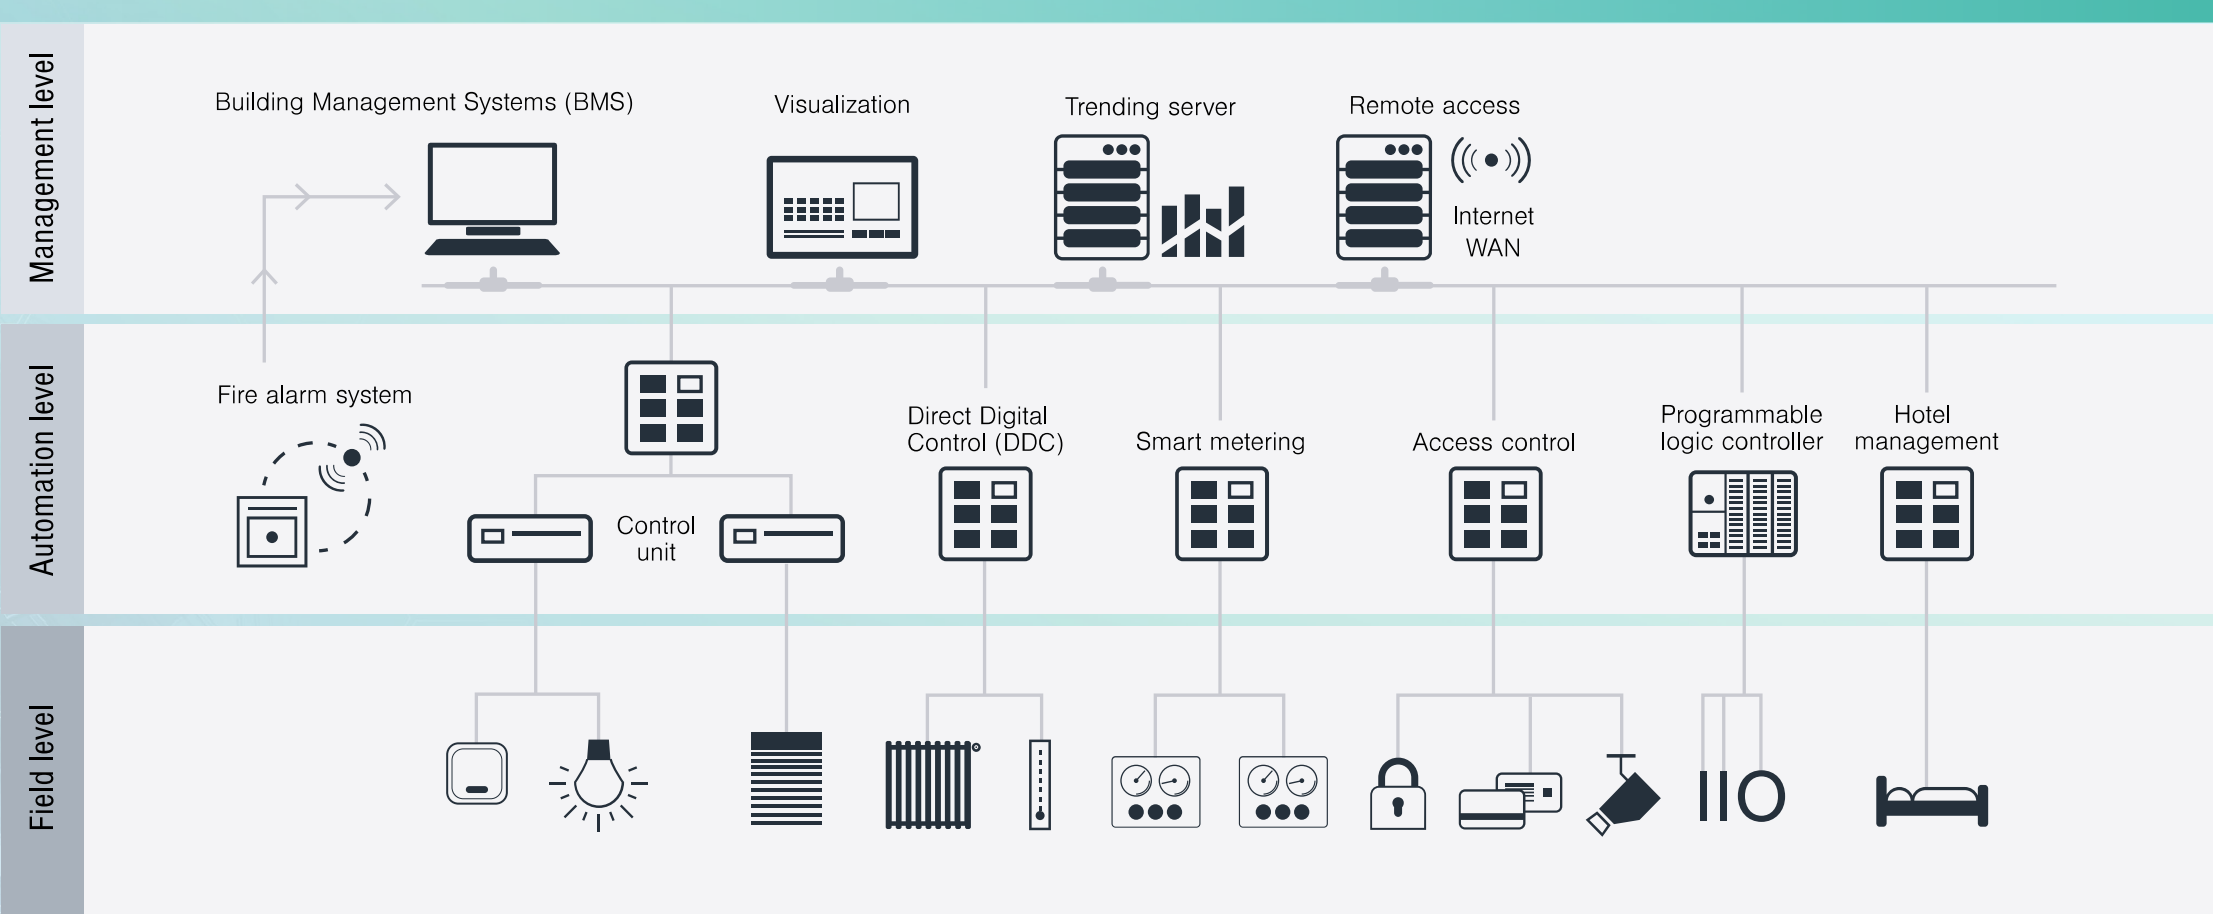 Management level
Building Management Systems (BMS)
Visualization
Trending server
Remote access
Internet
WAN
Automation level
Fire alarm system
Control
unit
Direct Digital
Control (DDC)
Smart metering
Access control
Programmable
logic controller
Hotel
management
Field level